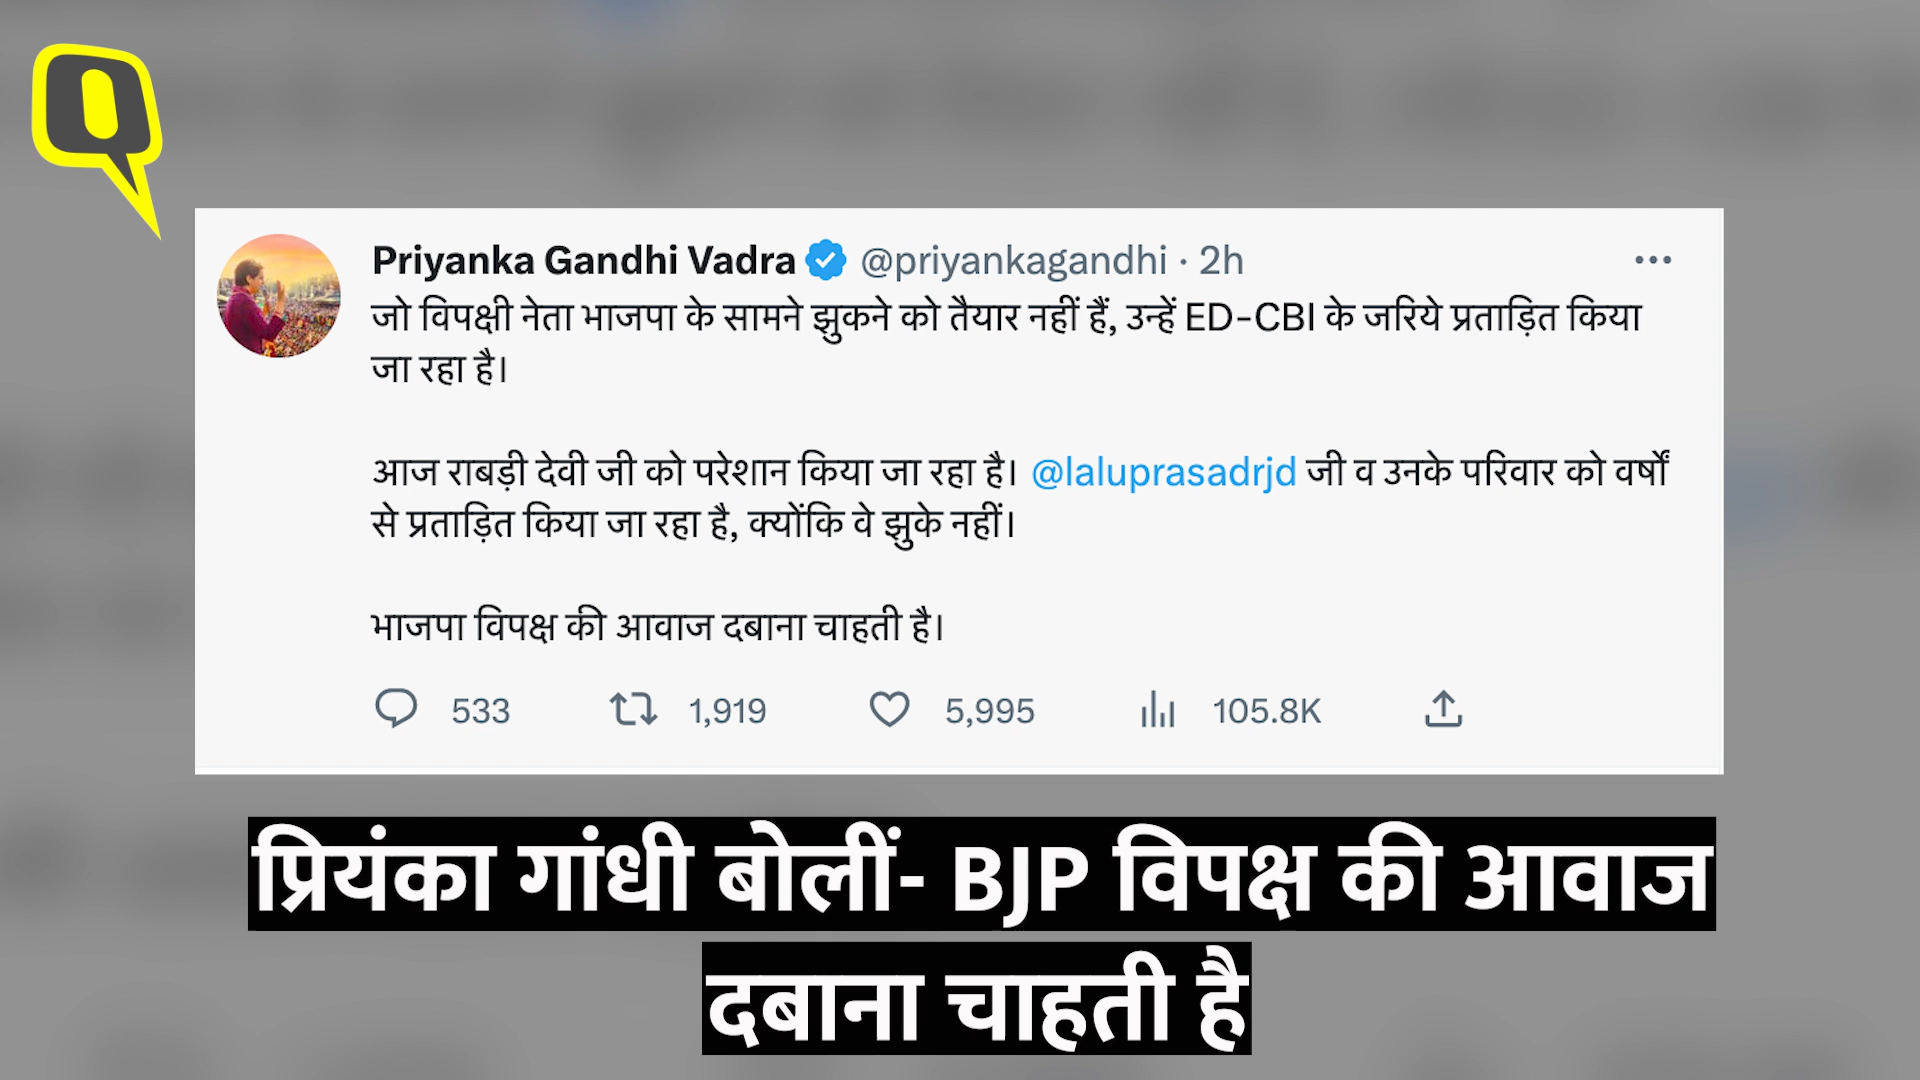 Q
Priyanka Gandhi Vadra @priyankagandhi · 2h
जो विपक्षी नेता भाजपा के सामने झुकने को तैयार नहीं हैं, उन्हें ED-CBI के जरिये प्रताड़ित किया
जा रहा है।
आज राबड़ी देवी जी को परेशान किया जा रहा है। @laluprasadrjd जी व उनके परिवार को वर्षों
से प्रताड़ित किया जा रहा है, क्योंकि वे झुके नहीं।
भाजपा विपक्ष की आवाज दबाना चाहती है।
533 1,919 5,995 105.8K
प्रियंका गांधी बोलीं- BJP विपक्ष की आवाज
दबाना चाहती है